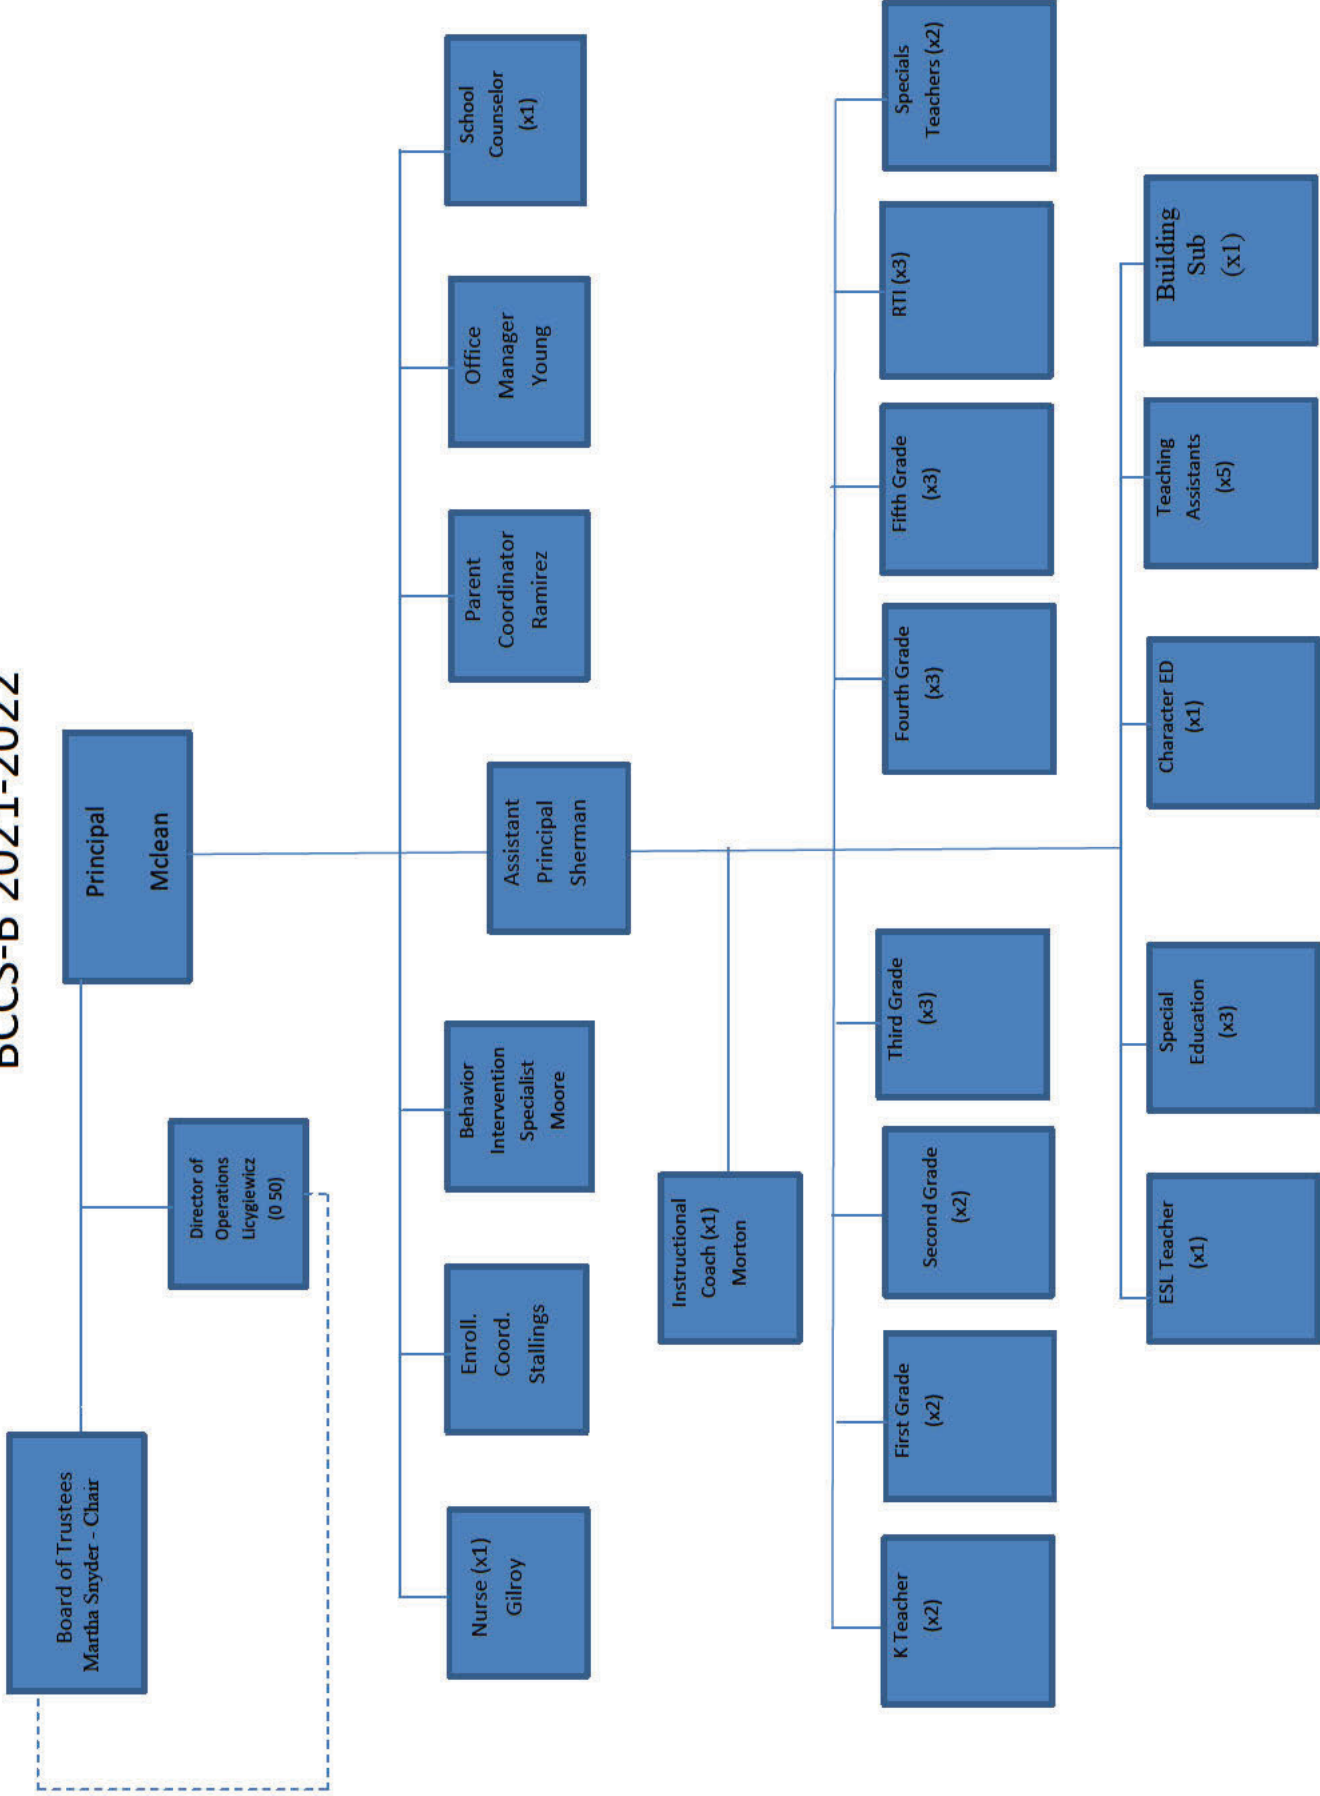 BCCS-B 2021-2022
Board of Trustees
Martha Snyder - Chair
Principal
Mclean
Director of
Operations
Licygiewicz
(0 50)
Nurse (x1)
Gilroy
Enroll.
Coord.
Stallings
Behavior
Intervention
Specialist
Moore
Assistant
Principal
Sherman
Parent
Coordinator
Ramirez
Office
Manager
Young
School
Counselor
(x1)
Instructional
Coach (x1)
Morton
K Teacher
(x2)
First Grade
(x2)
Second Grade
(x2)
Third Grade
(x3)
Fourth Grade
(x3)
Fifth Grade
(x3)
RTI (x3)
Specials
Teachers (x2)
ESL Teacher
(x1)
Special
Education
(x3)
Character ED
(x1)
Teaching
Assistants
(x5)
Building
Sub
(x1)